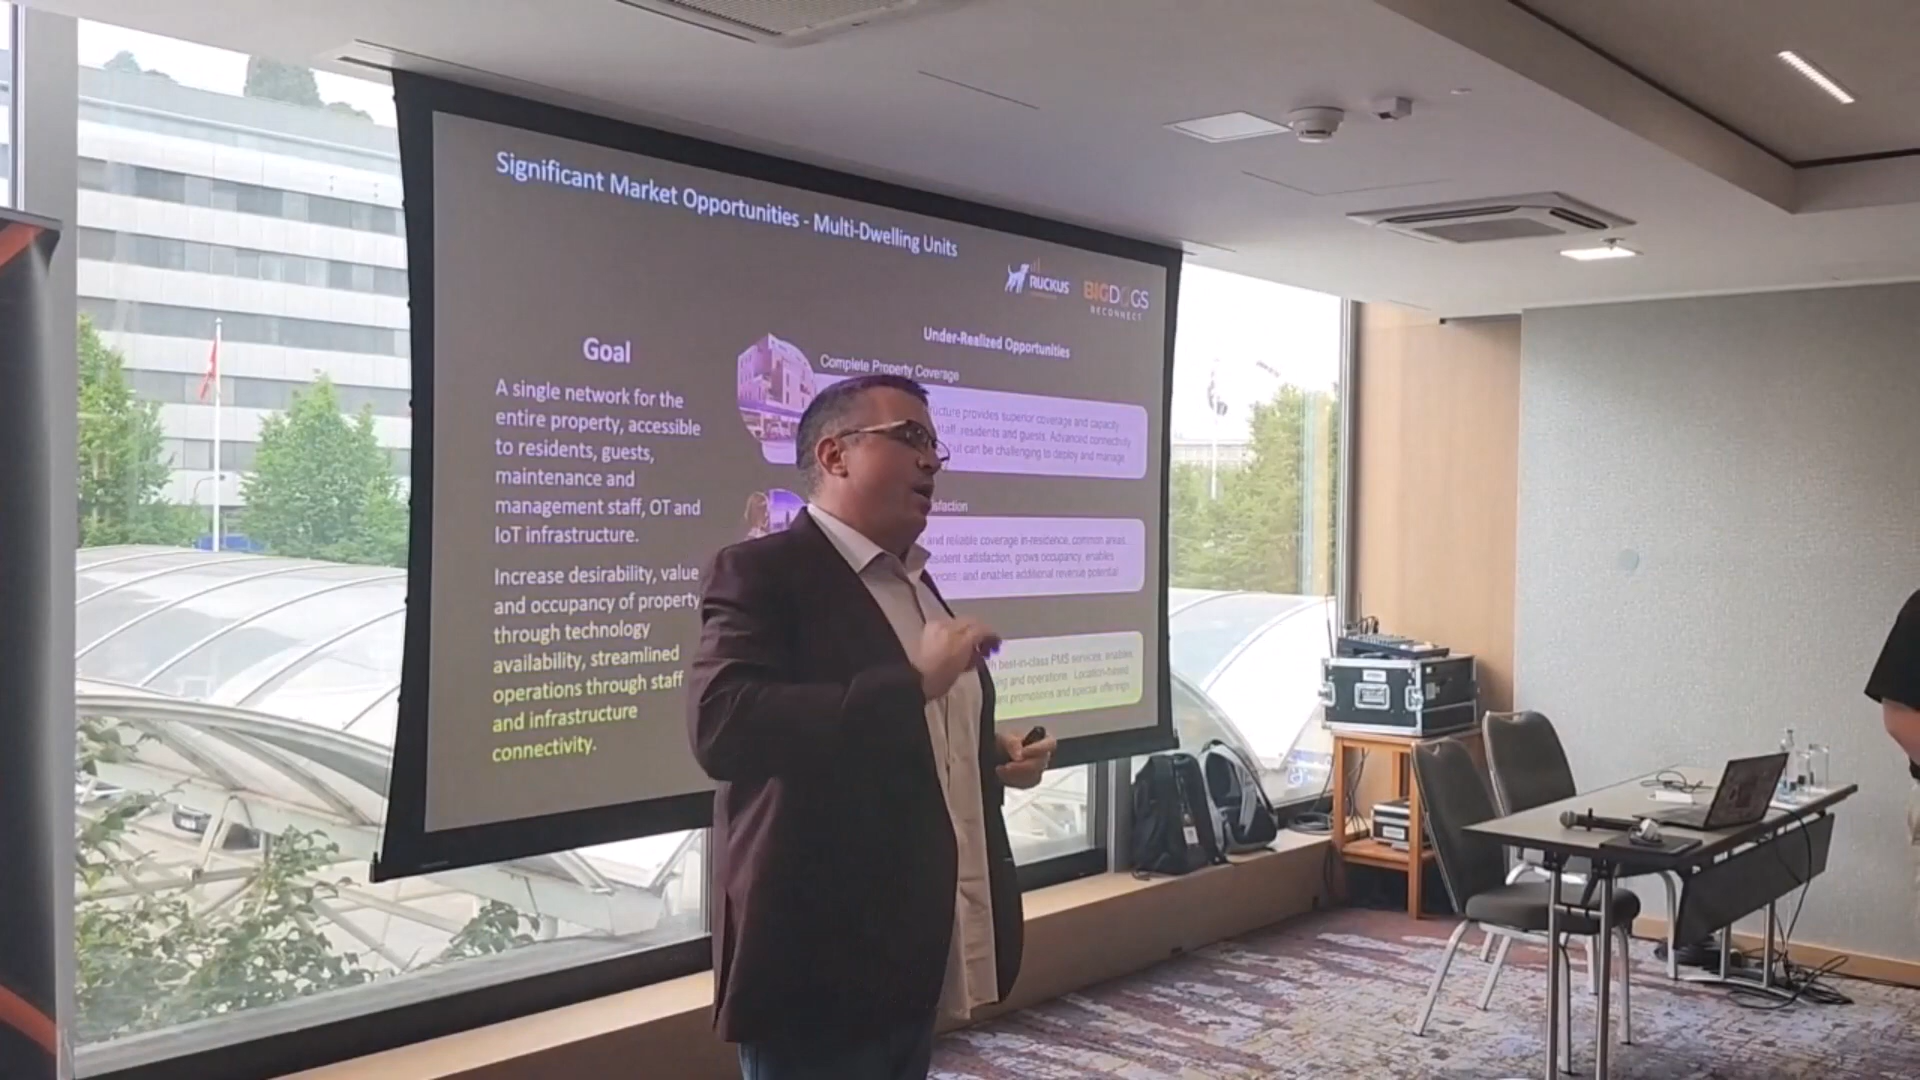 Significant Market Opportunities - Multi-Dwelling Units
RUCKUS
BIGDOGS
RECONNECT
Goal
A single network for the
entire property, accessible
to residents, guests,
maintenance and
management staff, OT and
IoT infrastructure.
Increase desirability, value
and occupancy of property
through technology
availability, streamlined
operations through staff
and infrastructure
connectivity.
Under-Realized Opportunities
Complete Property Coverage
provides superior coverage and capacity
staff, residents and guests. Advanced connectivity
can be challenging to deploy and manage
and reliable coverage in-residence, common areas,
satisfaction, grows occupancy, enables
and enables additional revenue potential
best-in-class PMS services, enables
and operations. Location-based
promotions and special offerings